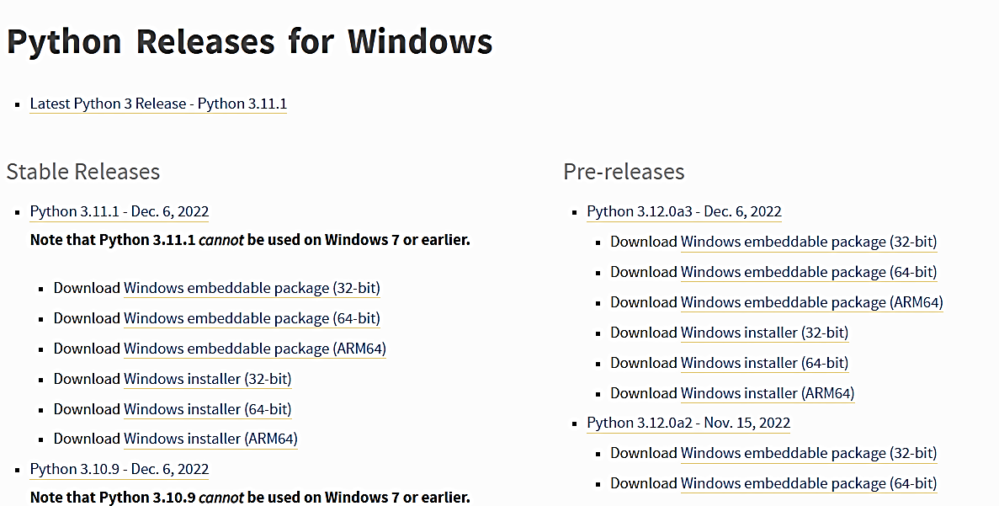 Python Releases for Windows
Latest Python 3 Release - Python 3.11.1
Stable Releases
Python 3.11.1 - Dec. 6, 2022
Note that Python 3.11.1 cannot be used on Windows 7 or earlier.
Download Windows embeddable package (32-bit)
Download Windows embeddable package (64-bit)
Download Windows embeddable package (ARM64)
Download Windows installer (32-bit)
Download Windows installer (64-bit)
Download Windows installer (ARM64)
Python 3.10.9 - Dec. 6, 2022
Note that Python 3.10.9 cannot be used on Windows 7 or earlier.
Pre-releases
Python 3.12.0a3 - Dec. 6, 2022
Download Windows embeddable package (32-bit)
Download Windows embeddable package (64-bit)
Download Windows embeddable package (ARM64)
Download Windows installer (32-bit)
Download Windows installer (64-bit)
Download Windows installer (ARM64)
Python 3.12.0a2 - Nov. 15, 2022
Download Windows embeddable package (32-bit)
Download Windows embeddable package (64-bit)